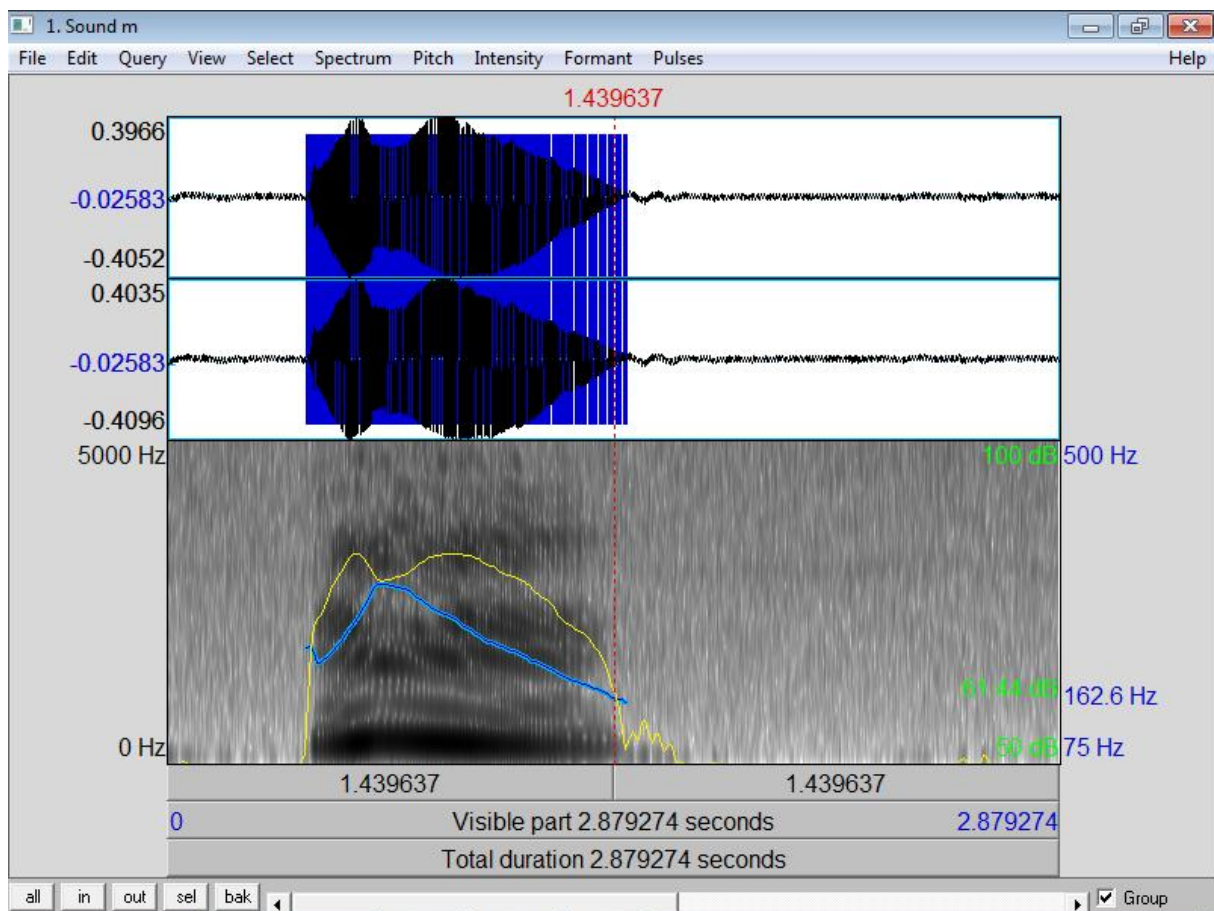 1. Sound m
File Edit Query View Select Spectrum Pitch Intensity Formant Pulses Help
1.439637
0.3966
-0.02583
-0.4052
0.4035
-0.02583
-0.4096
5000 Hz 100 dB 500 Hz
61.44 dB 162.6 Hz
0 Hz 50 dB 75 Hz
1.439637 1.439637
0 Visible part 2.879274 seconds 2.879274
Total duration 2.879274 seconds
all in out sel bak Group